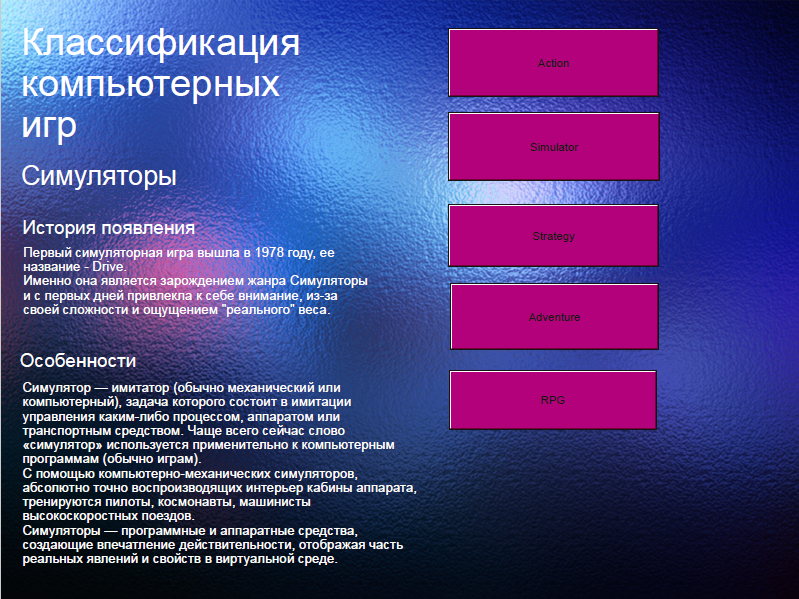 Классификация
компьютерных
игр
Симуляторы
История появления
Первый симуляторная игра вышла в 1978 году, ее
название - Drive.
Именно она является зарождением жанра Симуляторы
и с первых дней привлекла к себе внимание, из-за
своей сложности и ощущением "реального" веса.
Особенности
Симулятор — имитатор (обычно механический или
компьютерный), задача которого состоит в имитации
управления каким-либо процессом, аппаратом или
транспортным средством. Чаще всего сейчас слово
«симулятор» используется применительно к компьютерным
программам (обычно играм).
С помощью компьютерно-механических симуляторов,
абсолютно точно воспроизводящих интерьер кабины аппарата,
тренируются пилоты, космонавты, машинисты
высокоскоростных поездов.
Симуляторы — программные и аппаратные средства,
создающие впечатление действительности, отображая часть
реальных явлений и свойств в виртуальной среде.
Action
Simulator
Strategy
Adventure
RPG